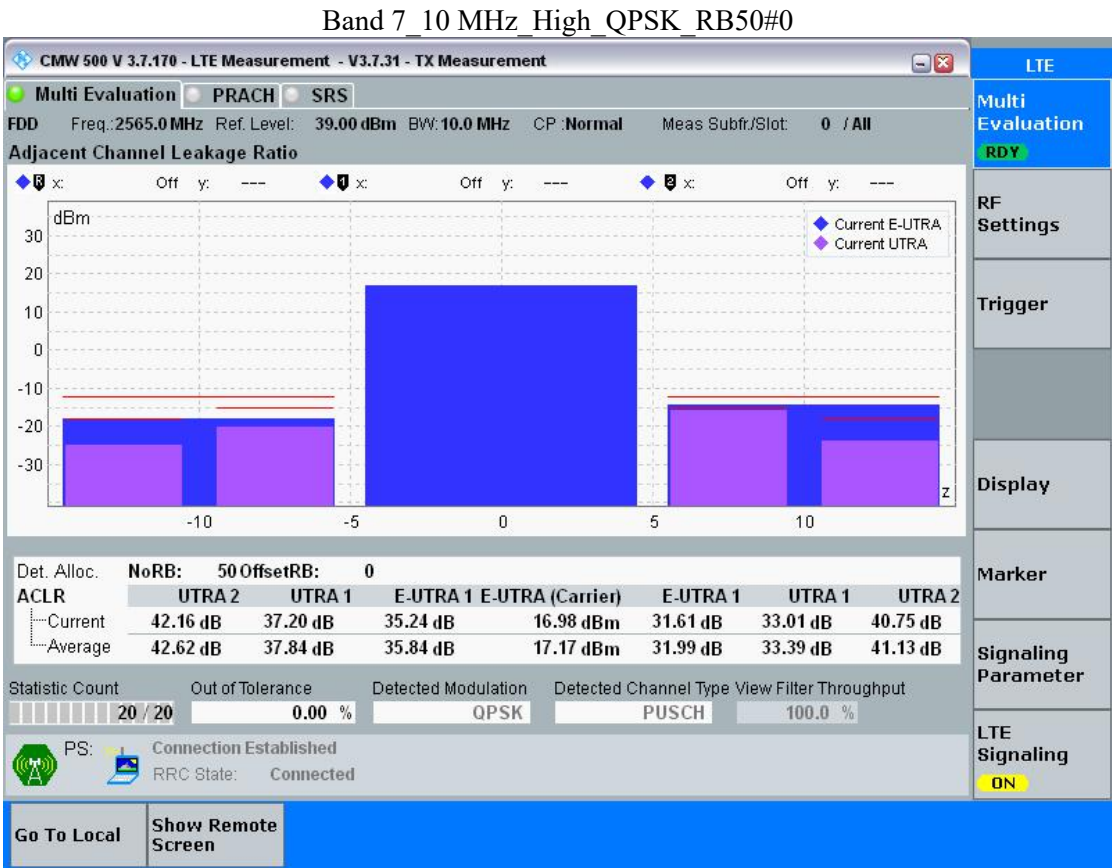 Band 7_10 MHz_High_QPSK_RB50#0
CMW 500 V 3.7.170 - LTE Measurement - V3.7.31 - TX Measurement
LTE
Multi Evaluation PRACH SRS
Multi Evaluation
RDY
FDD Freq.:2565.0 MHz Ref. Level: 39.00 dBm BW: 10.0 MHz CP :Normal Meas Subfr./Slot: 0 / All
Adjacent Channel Leakage Ratio
R x: Off y: --- 1 x: Off y: --- 2 x: Off y: ---
dBm
Current E-UTRA
Current UTRA
30
20
10
0
-10
-20
-30
z
-10 -5 0 5 10
RF Settings
Trigger
Display
Marker
Signaling Parameter
LTE Signaling
ON
Det. Alloc. NoRB: 50 OffsetRB: 0
ACLR UTRA 2 UTRA 1 E-UTRA 1 E-UTRA (Carrier) E-UTRA 1 UTRA 1 UTRA 2
Current 42.16 dB 37.20 dB 35.24 dB 16.98 dBm 31.61 dB 33.01 dB 40.75 dB
Average 42.62 dB 37.84 dB 35.84 dB 17.17 dBm 31.99 dB 33.39 dB 41.13 dB
Statistic Count Out of Tolerance Detected Modulation Detected Channel Type View Filter Throughput
20 / 20 0.00 % QPSK PUSCH 100.0 %
PS: Connection Established
RRC State: Connected
Go To Local
Show Remote Screen